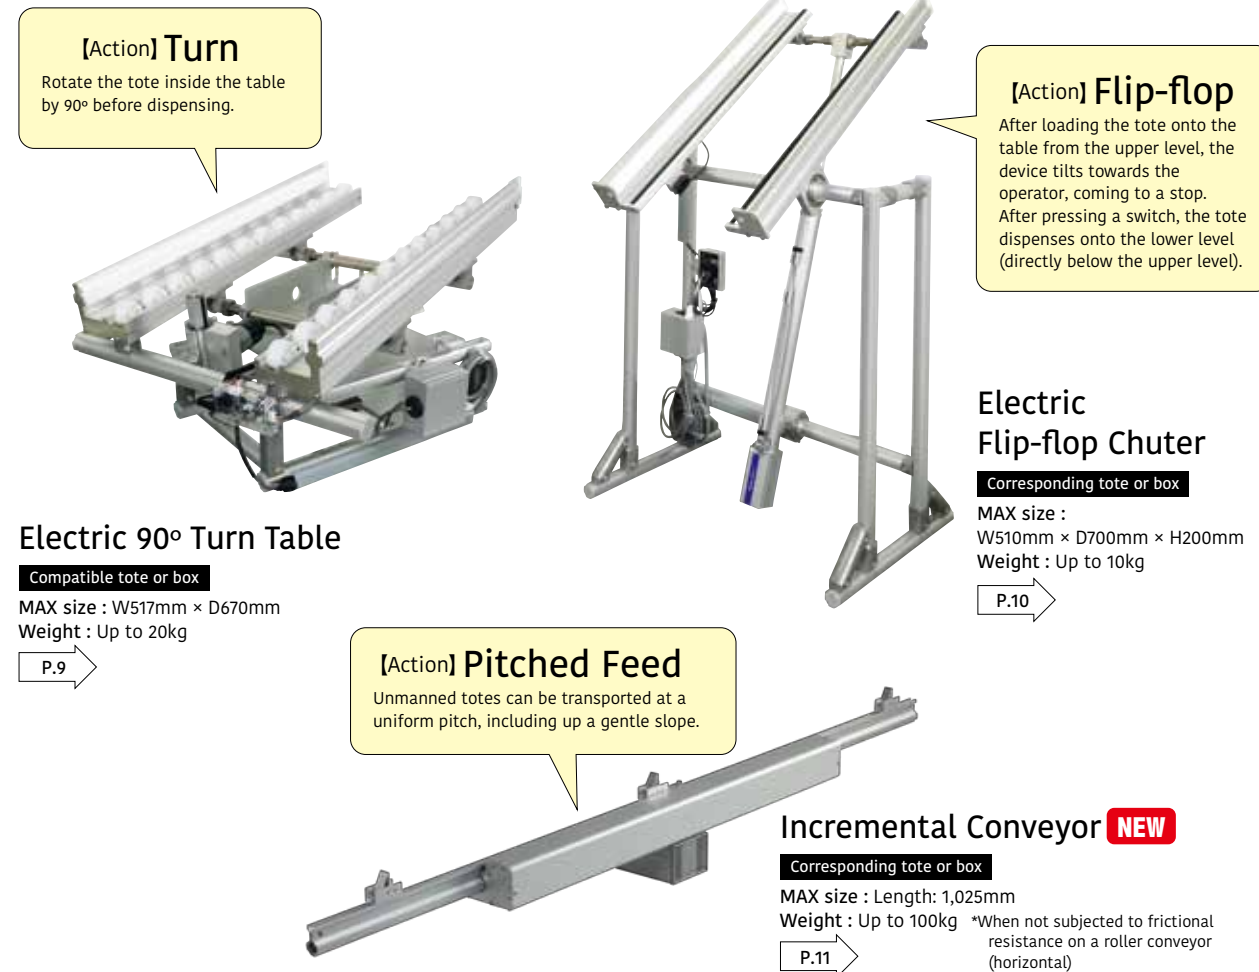 【Action】Turn
Rotate the tote inside the table
by 90º before dispensing.
【Action】Flip-flop
After loading the tote onto the
table from the upper level, the
device tilts towards the
operator, coming to a stop.
After pressing a switch, the tote
dispenses onto the lower level
(directly below the upper level).
Electric 90º Turn Table
Compatible tote or box
MAX size : W517mm × D670mm
Weight : Up to 20kg
P.9
Electric
Flip-flop Chuter
Corresponding tote or box
MAX size :
W510mm × D700mm × H200mm
Weight : Up to 10kg
P.10
【Action】Pitched Feed
Unmanned totes can be transported at a
uniform pitch, including up a gentle slope.
Incremental Conveyor NEW
Corresponding tote or box
MAX size : Length: 1,025mm
Weight : Up to 100kg *When not subjected to frictional
resistance on a roller conveyor
(horizontal)
P.11